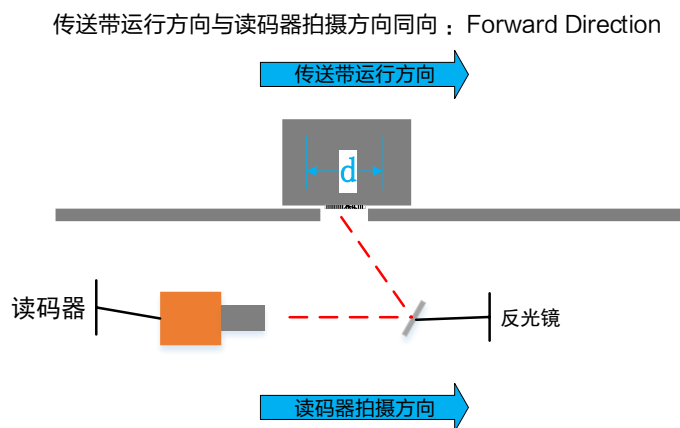 传送带运行方向与读码器拍摄方向同向 ：Forward Direction
传送带运行方向
d
读码器
反光镜
读码器拍摄方向